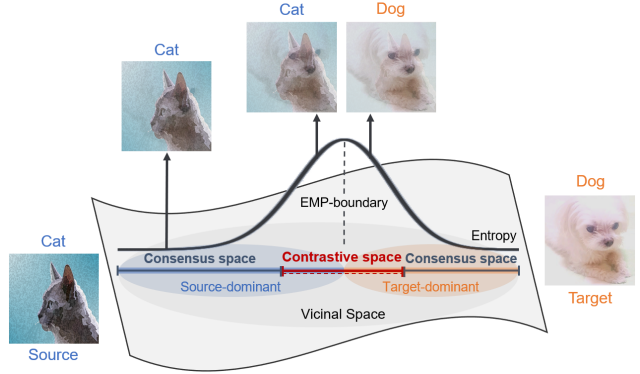 Cat
Dog
Cat
EMP-boundary
Dog
Entropy
Cat
Consensus space
Contrastive space
Consensus space
Source-dominant
Target-dominant
Vicinal Space
Target
Source